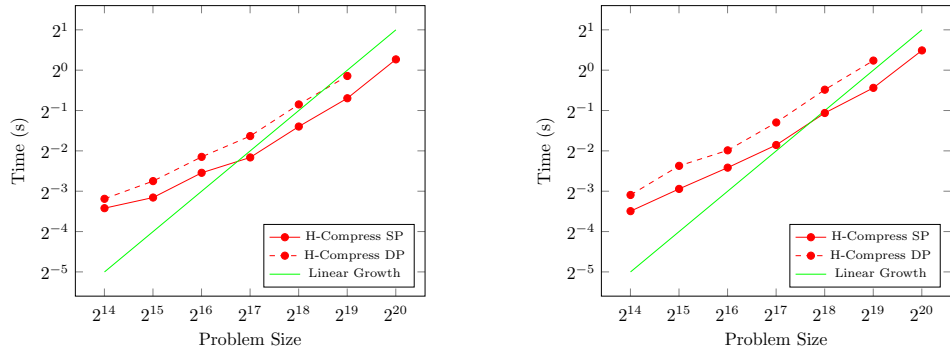 2^1
2^0
2^−1
2^−2
2^−3
2^−4
2^−5
Time (s)
H-Compress SP
H-Compress DP
Linear Growth
2^14 2^15 2^16 2^17 2^18 2^19 2^20
Problem Size
2^1
2^0
2^−1
2^−2
2^−3
2^−4
2^−5
Time (s)
H-Compress SP
H-Compress DP
Linear Growth
2^14 2^15 2^16 2^17 2^18 2^19 2^20
Problem Size